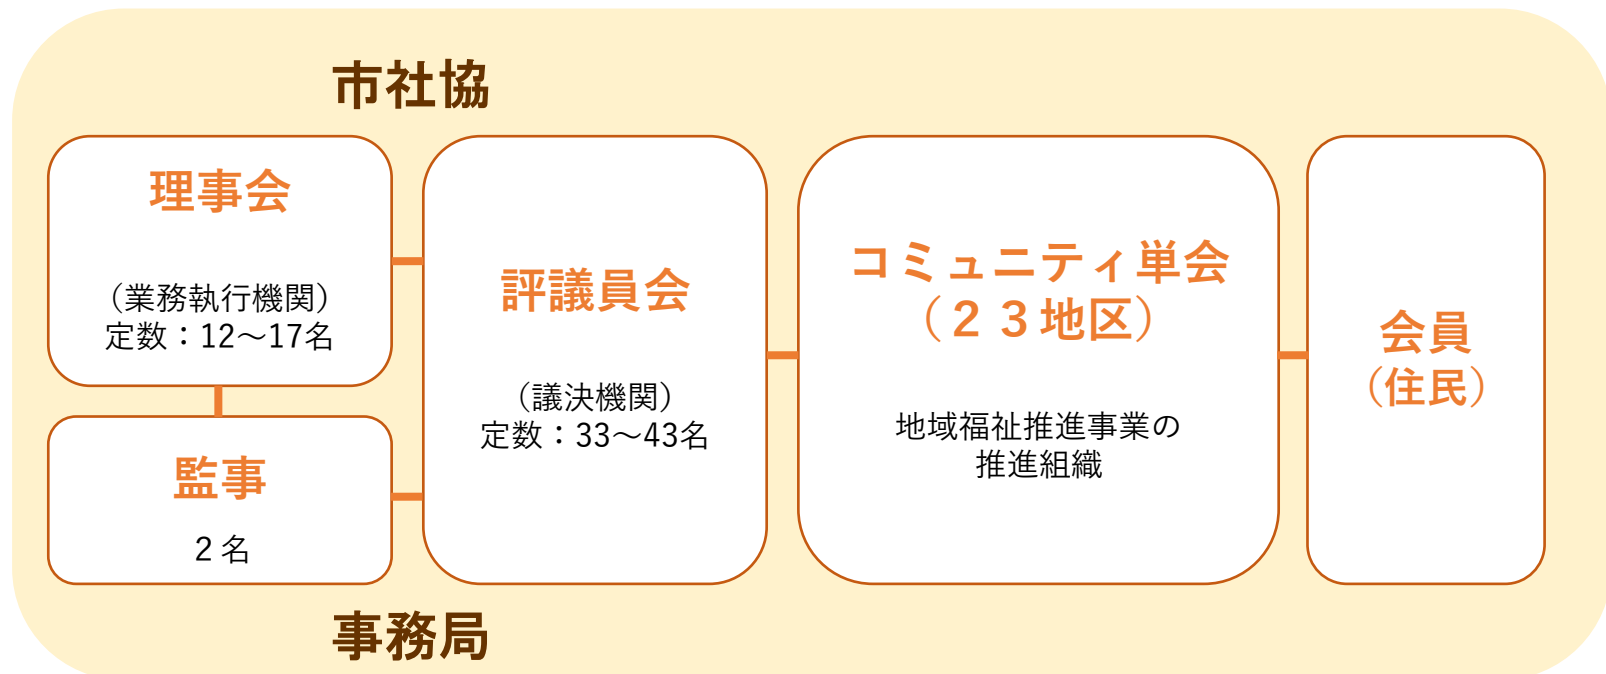 市社協
理事会
（業務執行機関）
定数：12～17名
監事
２名
評議員会
（議決機関）
定数：33～43名
コミュニティ単会
（２３地区）
地域福祉推進事業の
推進組織
会員
（住民）
事務局